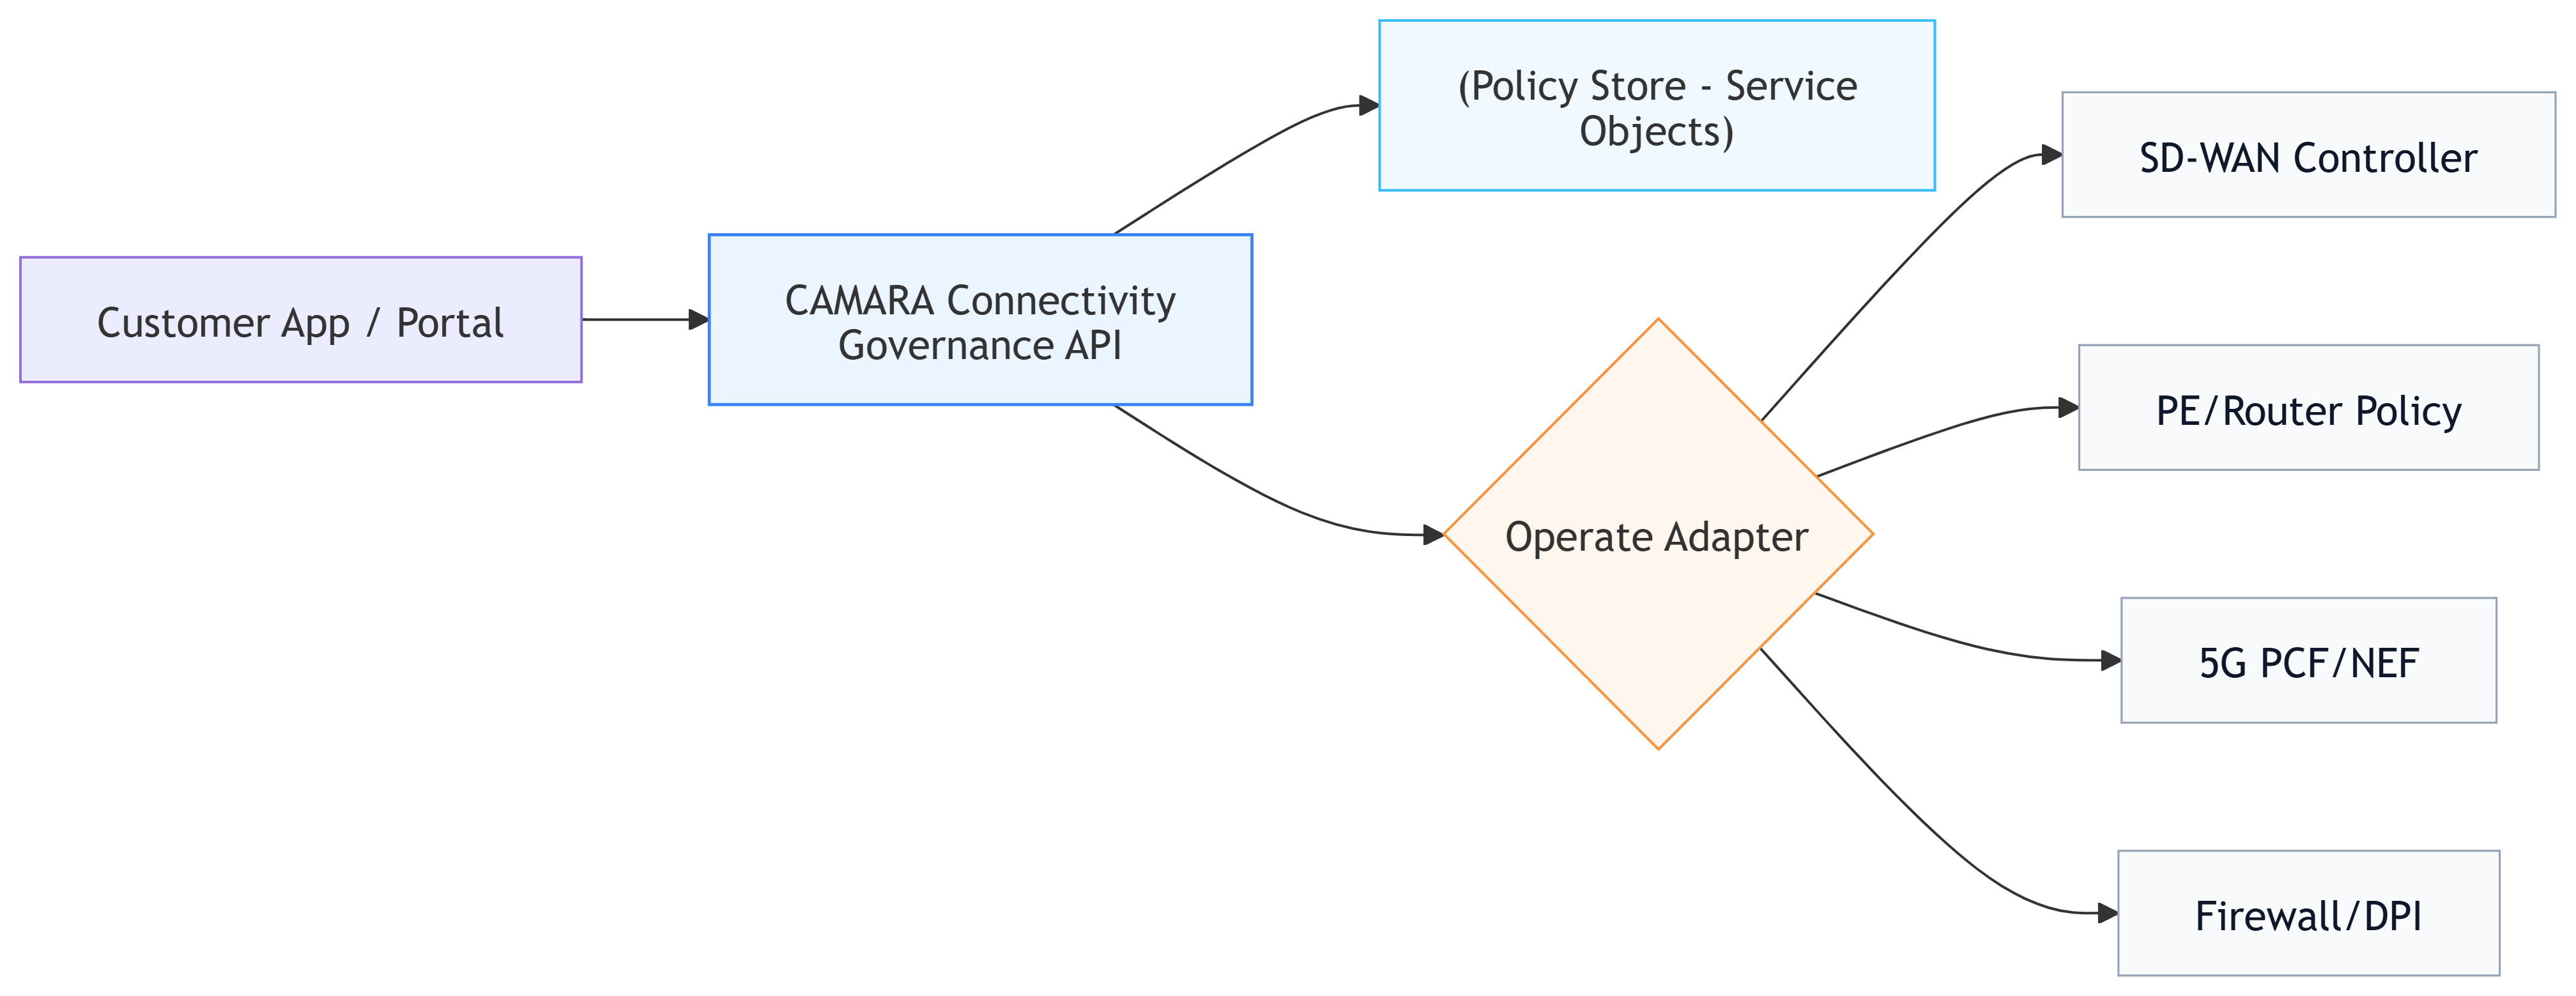 Customer App / Portal
CAMARA Connectivity
Governance API
(Policy Store - Service
Objects)
Operate Adapter
SD-WAN Controller
PE/Router Policy
5G PCF/NEF
Firewall/DPI